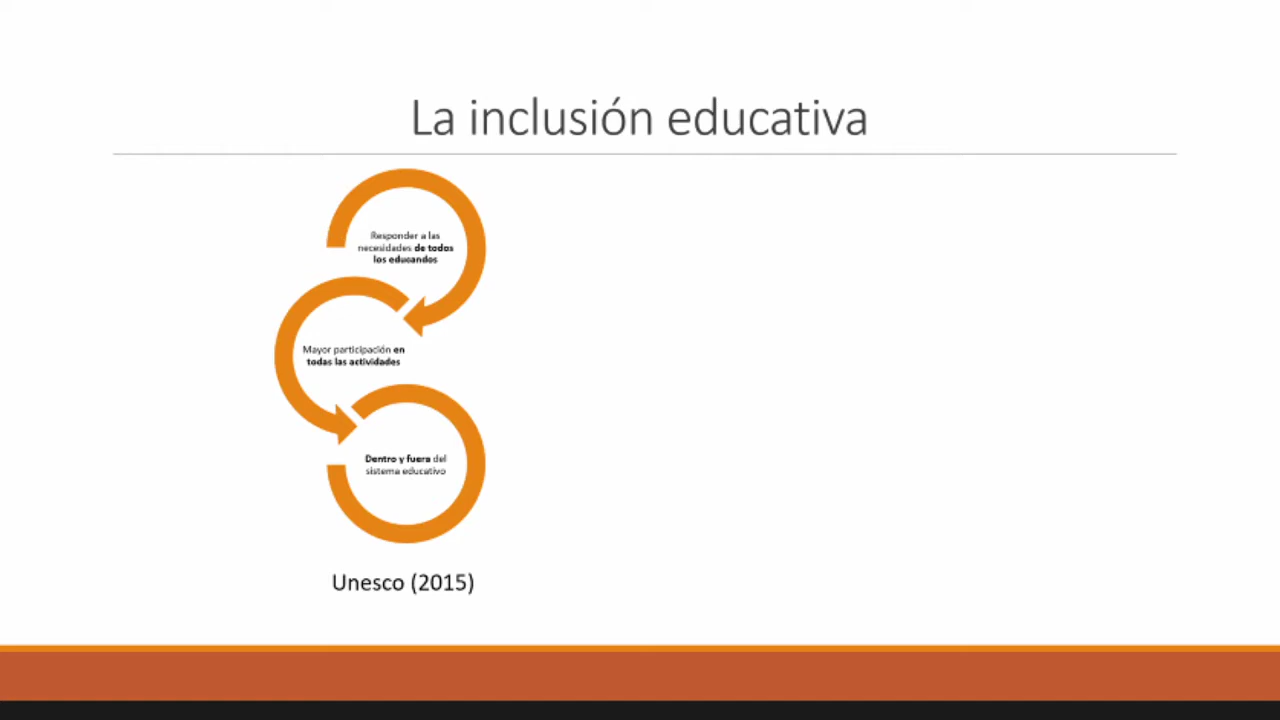 La inclusión educativa
Responder a las
necesidades de todos
los educandos
Mayor participación en
todas las actividades
Dentro y fuera del
sistema educativo
Unesco (2015)